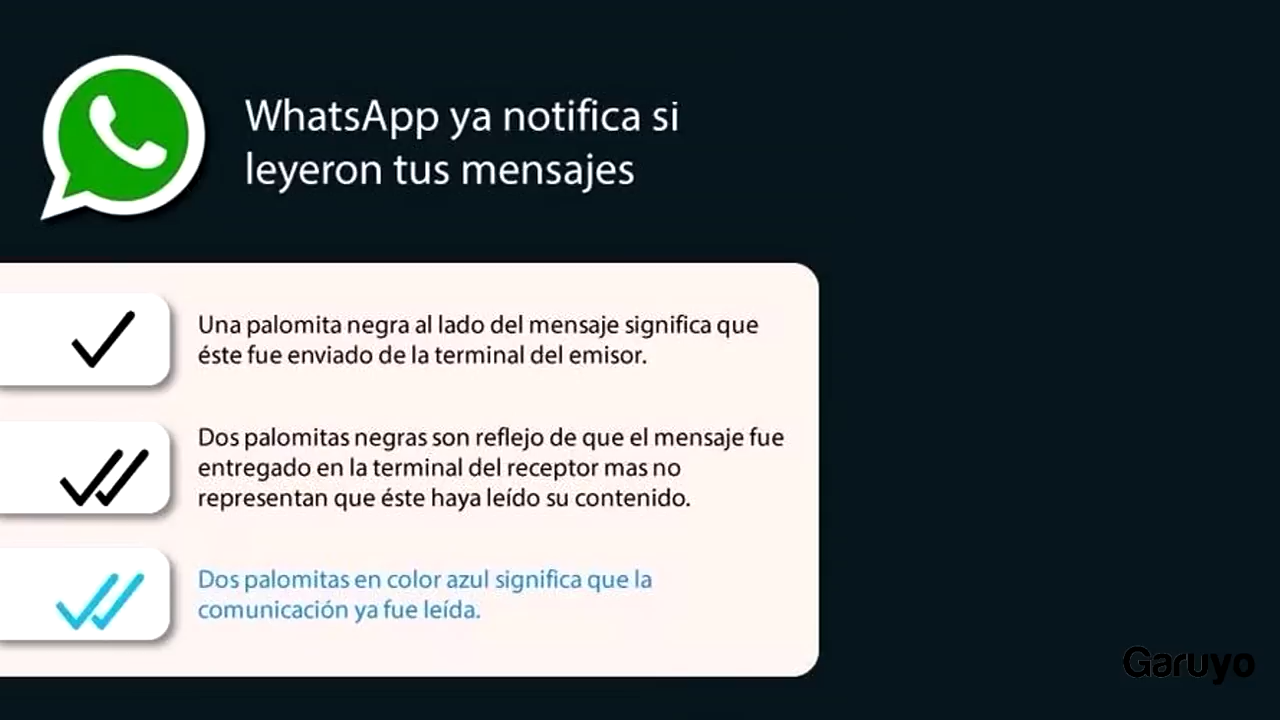 WhatsApp ya notifica si
leyeron tus mensajes
Una palomita negra al lado del mensaje significa que
éste fue enviado de la terminal del emisor.
Dos palomitas negras son reflejo de que el mensaje fue
entregado en la terminal del receptor mas no
representan que éste haya leído su contenido.
Dos palomitas en color azul significa que la
comunicación ya fue leída.
Garuyo